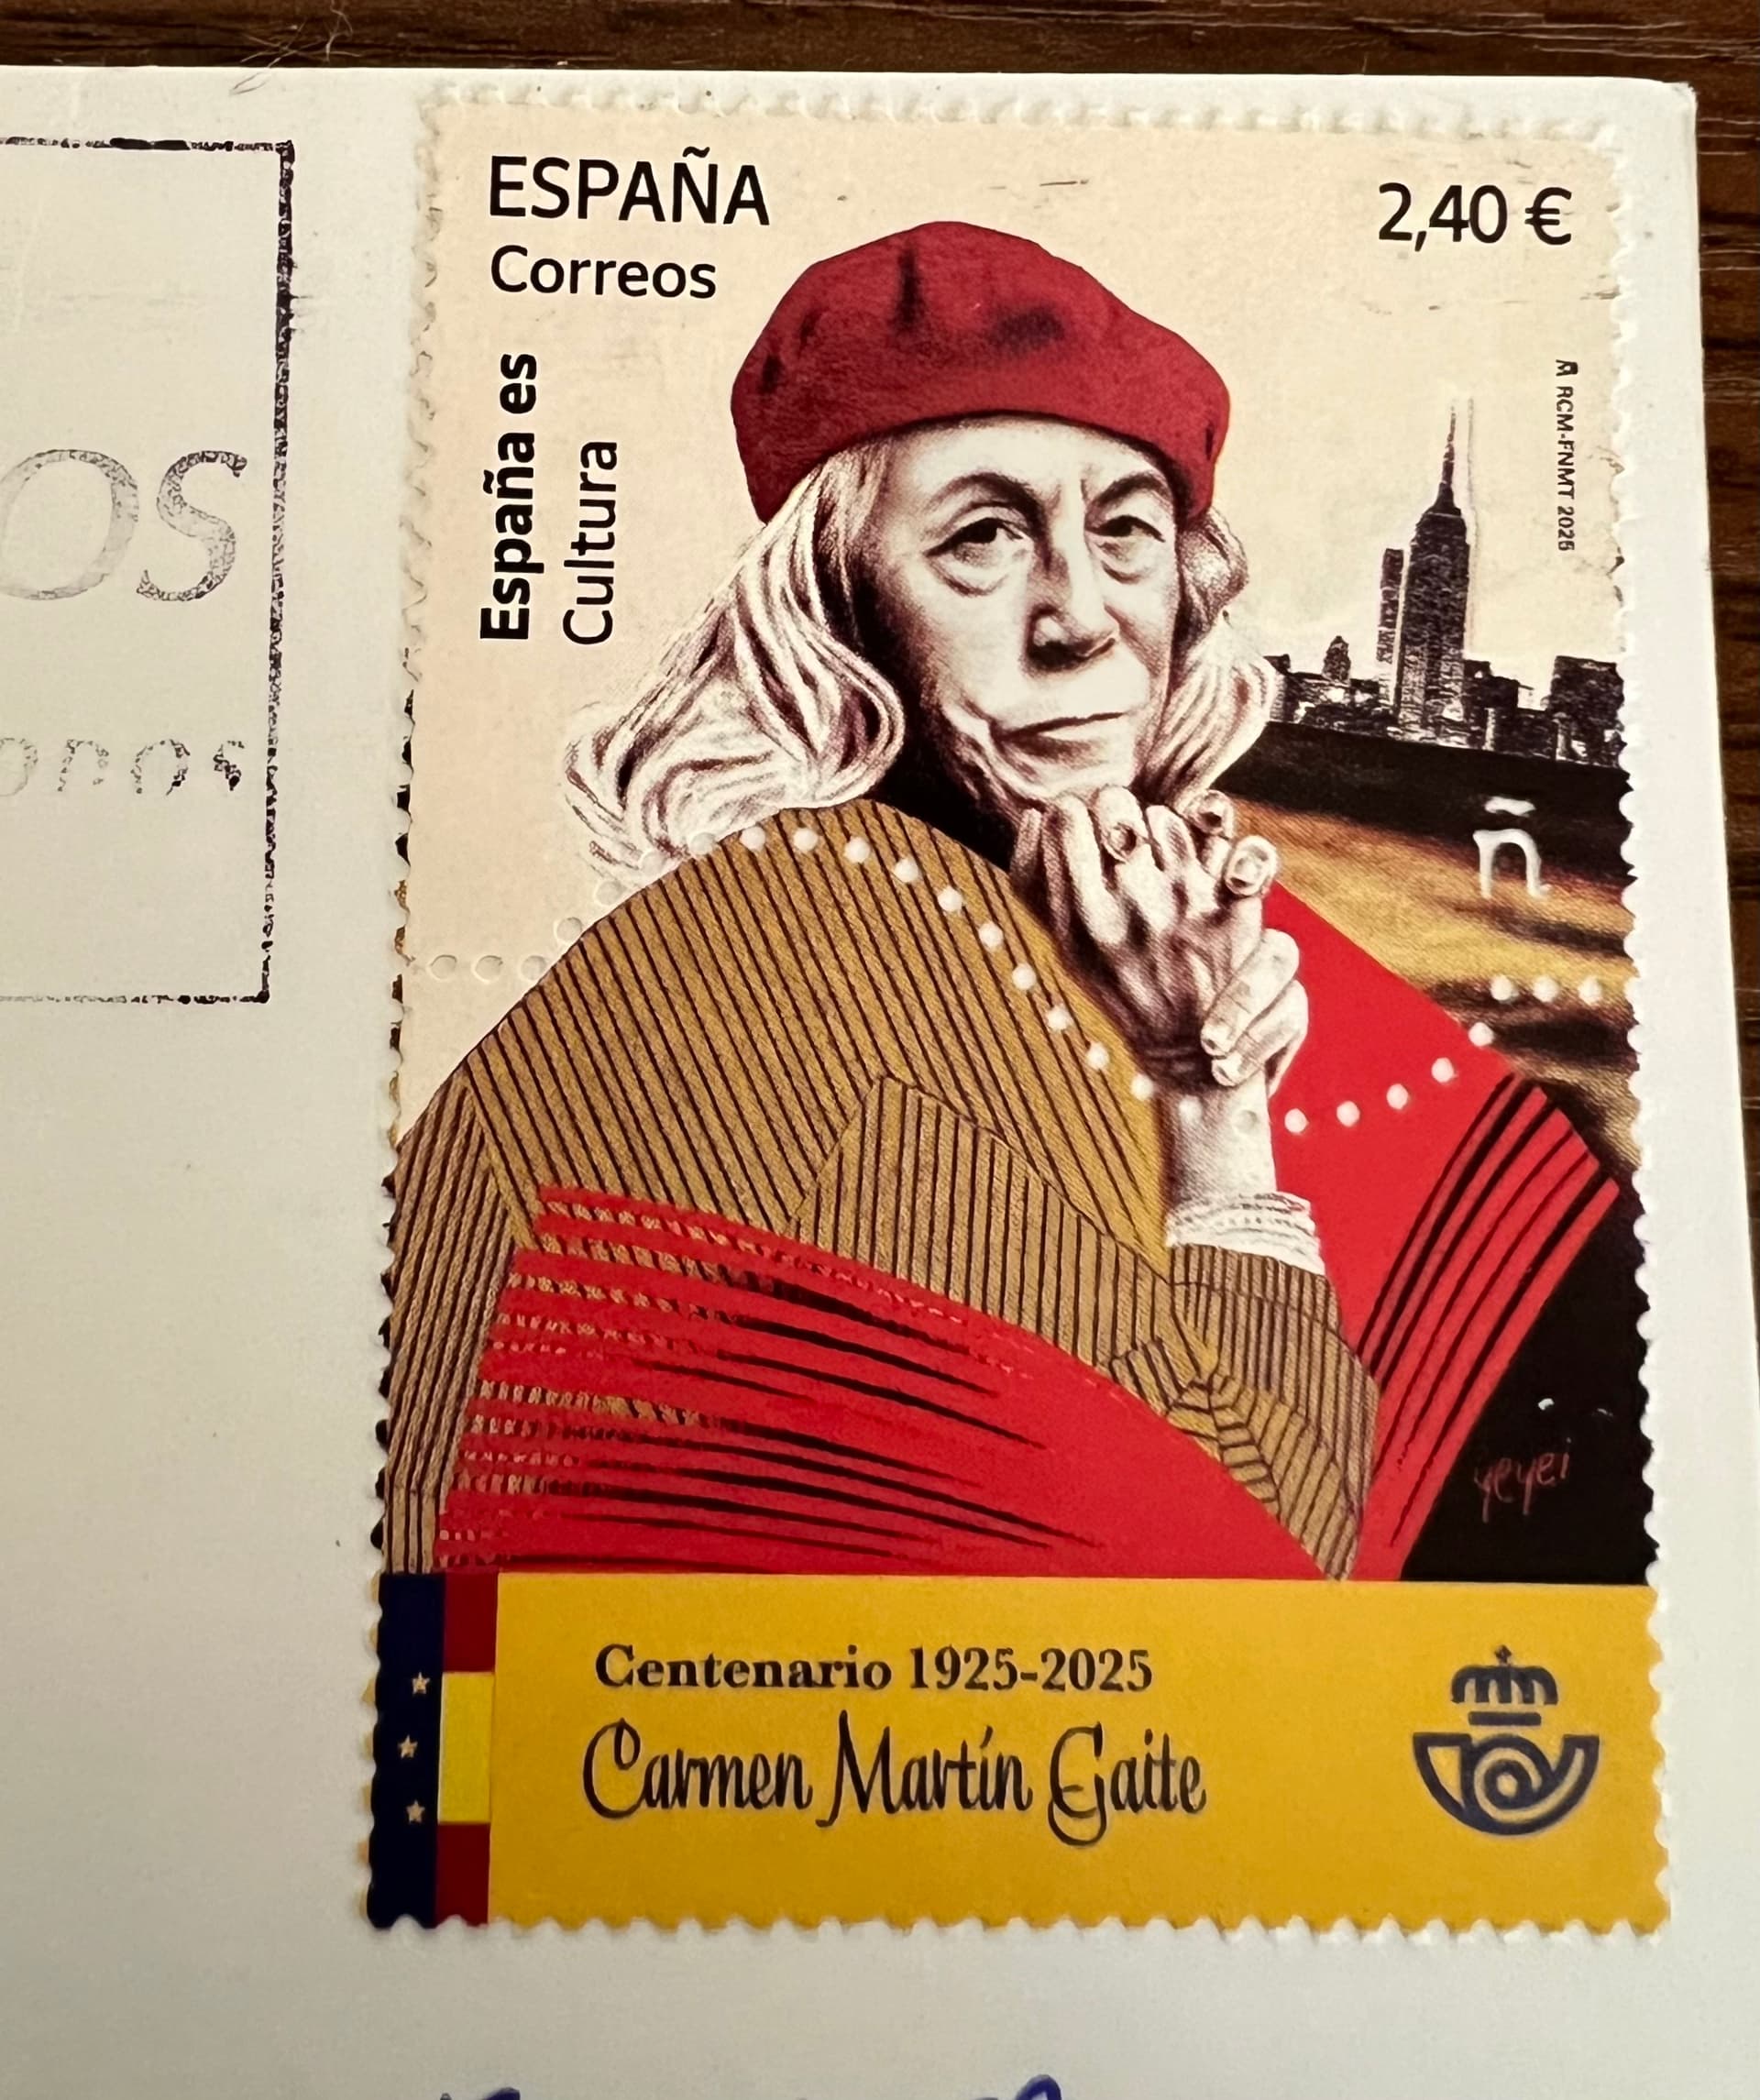 ESPAÑA
Correos
2,40 €
España es
Cultura
RCM-FNMT 2025
OS
ñ
yeyei
Centenario 1925-2025
Carmen Martín Gaite